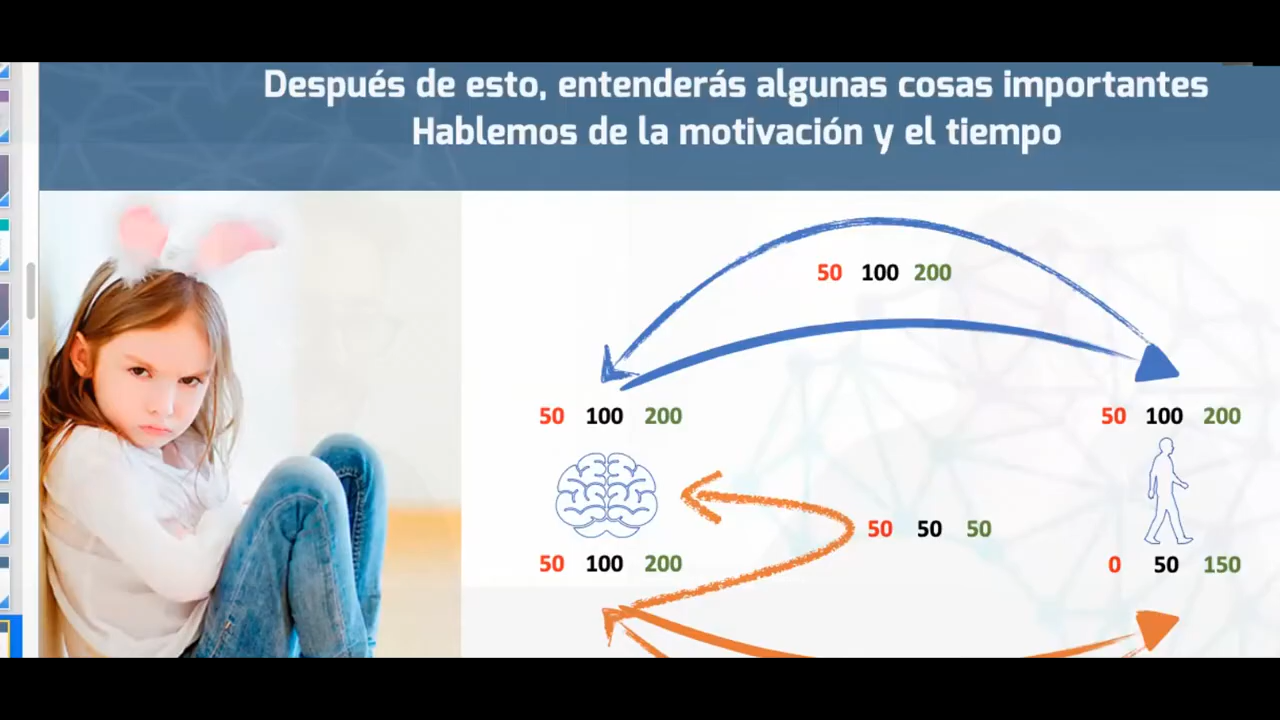 Después de esto, entenderás algunas cosas importantes
Hablemos de la motivación y el tiempo
50 100 200
50 100 200
50 100 200
50 50 50
50 100 200
0 50 150